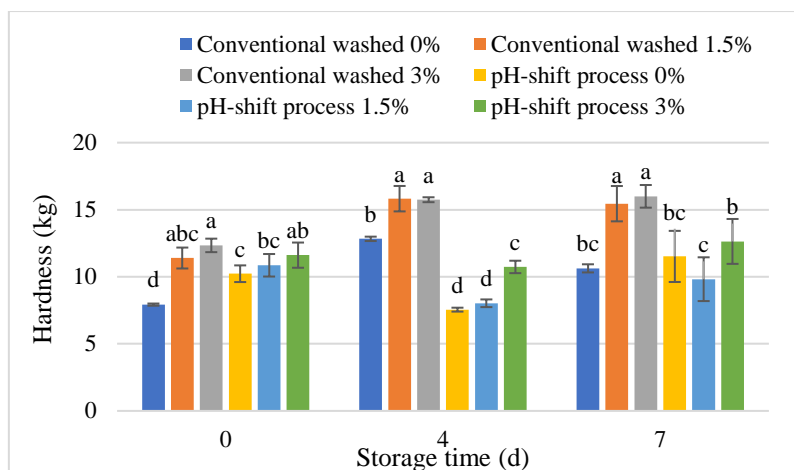 Conventional washed 0% Conventional washed 1.5%
Conventional washed 3% pH-shift process 0%
pH-shift process 1.5% pH-shift process 3%
Hardness (kg)
20
15
10
5
0
d abc a c bc ab
b a a d d c
bc a a bc c b
0 4 7
Storage time (d)